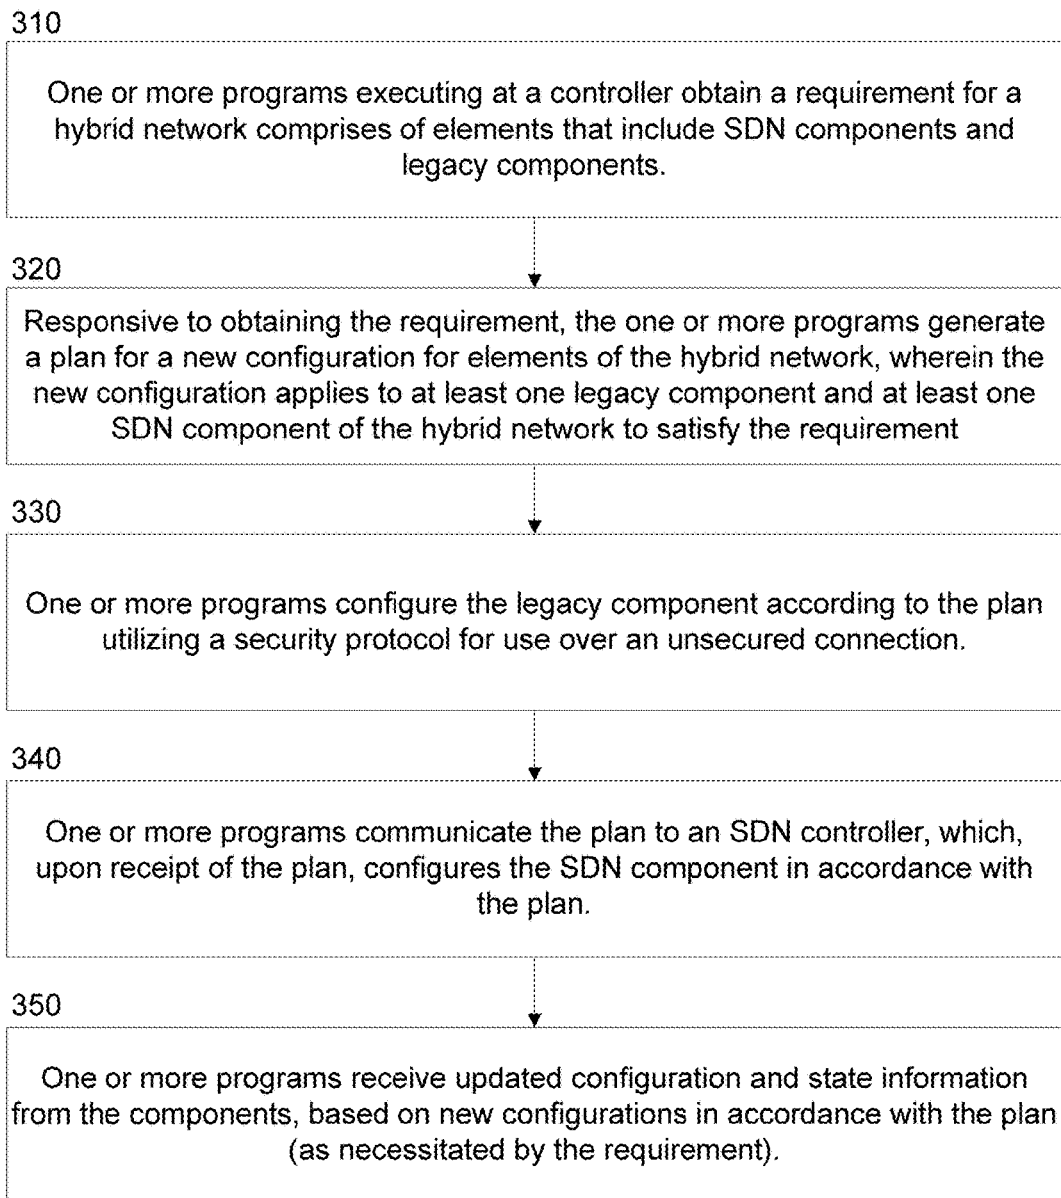 310
One or more programs executing at a controller obtain a requirement for a
hybrid network comprises of elements that include SDN components and
legacy components.
320
Responsive to obtaining the requirement, the one or more programs generate
a plan for a new configuration for elements of the hybrid network, wherein the
new configuration applies to at least one legacy component and at least one
SDN component of the hybrid network to satisfy the requirement
330
One or more programs configure the legacy component according to the plan
utilizing a security protocol for use over an unsecured connection.
340
One or more programs communicate the plan to an SDN controller, which,
upon receipt of the plan, configures the SDN component in accordance with
the plan.
350
One or more programs receive updated configuration and state information
from the components, based on new configurations in accordance with the plan
(as necessitated by the requirement).